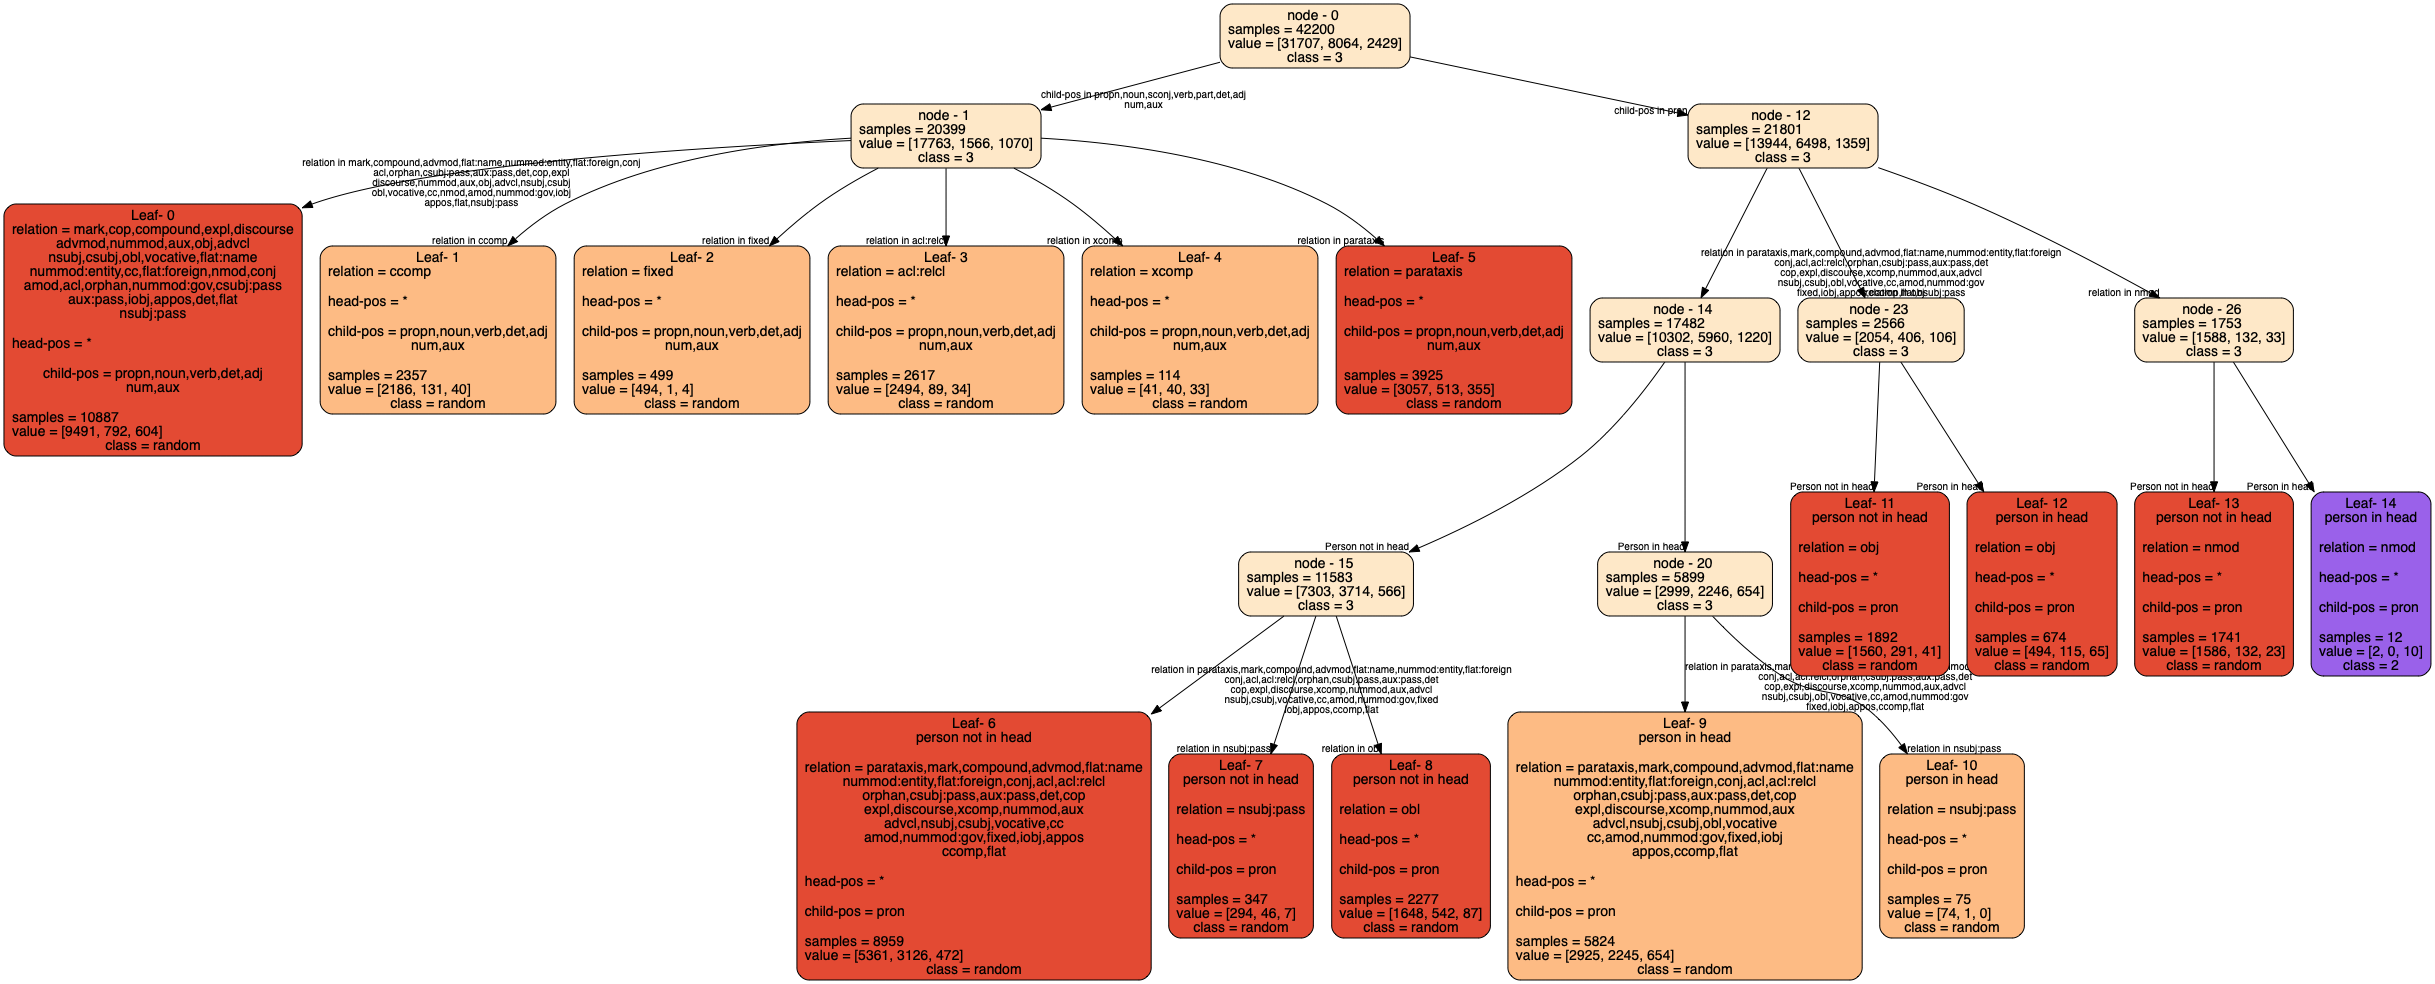 node - 0
samples = 42200
value = [31707, 8064, 2429]
class = 3
child-pos in propn,noun,sconj,verb,part,det,adj
num,aux
child-pos in pron
node - 1
samples = 20399
value = [17763, 1566, 1070]
class = 3
node - 12
samples = 21801
value = [13944, 6498, 1359]
class = 3
relation in mark,compound,advmod,flat:name,nummod:entity,flat:foreign,conj
acl,orphan,csubj:pass,aux:pass,det,cop,expl
discourse,nummod,aux,obj,advcl,nsubj,csubj
obl,vocative,cc,nmod,amod,nummod:gov,iobj
appos,flat,nsubj:pass
relation in ccomp
relation in fixed
relation in acl:relcl
relation in xcomp
relation in parataxis
Leaf- 0
relation = mark,cop,compound,expl,discourse
advmod,nummod,aux,obj,advcl
nsubj,csubj,obl,vocative,flat:name
nummod:entity,cc,flat:foreign,nmod,conj
amod,acl,orphan,nummod:gov,csubj:pass
aux:pass,iobj,appos,det,flat
nsubj:pass
head-pos = *
child-pos = propn,noun,verb,det,adj
num,aux
samples = 10887
value = [9491, 792, 604]
class = random
Leaf- 1
relation = ccomp
head-pos = *
child-pos = propn,noun,verb,det,adj
num,aux
samples = 2357
value = [2186, 131, 40]
class = random
Leaf- 2
relation = fixed
head-pos = *
child-pos = propn,noun,verb,det,adj
num,aux
samples = 499
value = [494, 1, 4]
class = random
Leaf- 3
relation = acl:relcl
head-pos = *
child-pos = propn,noun,verb,det,adj
num,aux
samples = 2617
value = [2494, 89, 34]
class = random
Leaf- 4
relation = xcomp
head-pos = *
child-pos = propn,noun,verb,det,adj
num,aux
samples = 114
value = [41, 40, 33]
class = random
Leaf- 5
relation = parataxis
head-pos = *
child-pos = propn,noun,verb,det,adj
num,aux
samples = 3925
value = [3057, 513, 355]
class = random
relation in parataxis,mark,compound,advmod,flat:name,nummod:entity,flat:foreign
conj,acl,acl:relcl,orphan,csubj:pass,aux:pass,det
cop,expl,discourse,xcomp,nummod,aux,advcl
nsubj,csubj,obl,vocative,cc,amod,nummod:gov
fixed,iobj,appos,ccomp,flat,nsubj:pass
relation in nmod
node - 14
samples = 17482
value = [10302, 5960, 1220]
class = 3
node - 23
samples = 2566
value = [2054, 406, 106]
class = 3
node - 26
samples = 1753
value = [1588, 132, 33]
class = 3
Person not in head
Person in head
Person not in head
Person in head
Leaf- 11
person not in head
relation = obj
head-pos = *
child-pos = pron
samples = 1892
value = [1560, 291, 41]
class = random
Leaf- 12
person in head
relation = obj
head-pos = *
child-pos = pron
samples = 674
value = [494, 115, 65]
class = random
Leaf- 13
person not in head
relation = nmod
head-pos = *
child-pos = pron
samples = 1741
value = [1586, 132, 23]
class = random
Leaf- 14
person in head
relation = nmod
head-pos = *
child-pos = pron
samples = 12
value = [2, 0, 10]
class = 2
Person not in head
Person in head
node - 15
samples = 11583
value = [7303, 3714, 566]
class = 3
node - 20
samples = 5899
value = [2999, 2246, 654]
class = 3
relation in parataxis,mark,compound,advmod,flat:name,nummod:entity,flat:foreign
conj,acl,acl:relcl,orphan,csubj:pass,aux:pass,det
cop,expl,discourse,xcomp,nummod,aux,advcl
nsubj,csubj,vocative,cc,amod,nummod:gov,fixed
iobj,appos,ccomp,flat
relation in nsubj:pass
relation in obl
relation in parataxis
conj,acl,acl:relcl,orphan,csubj:pass,aux:pass,det
cop,expl,discourse,xcomp,nummod,aux,advcl
nsubj,csubj,obl,vocative,cc,amod,nummod:gov
fixed,iobj,appos,ccomp,flat
relation in nsubj:pass
Leaf- 6
person not in head
relation = parataxis,mark,compound,advmod,flat:name
nummod:entity,flat:foreign,conj,acl,acl:relcl
orphan,csubj:pass,aux:pass,det,cop
expl,discourse,xcomp,nummod,aux
advcl,nsubj,csubj,vocative,cc
amod,nummod:gov,fixed,iobj,appos
ccomp,flat
head-pos = *
child-pos = pron
samples = 8959
value = [5361, 3126, 472]
class = random
Leaf- 7
person not in head
relation = nsubj:pass
head-pos = *
child-pos = pron
samples = 347
value = [294, 46, 7]
class = random
Leaf- 8
person not in head
relation = obl
head-pos = *
child-pos = pron
samples = 2277
value = [1648, 542, 87]
class = random
Leaf- 9
person in head
relation = parataxis,mark,compound,advmod,flat:name
nummod:entity,flat:foreign,conj,acl,acl:relcl
orphan,csubj:pass,aux:pass,det,cop
expl,discourse,xcomp,nummod,aux
advcl,nsubj,csubj,obl,vocative
cc,amod,nummod:gov,fixed,iobj
appos,ccomp,flat
head-pos = *
child-pos = pron
samples = 5824
value = [2925, 2245, 654]
class = random
Leaf- 10
person in head
relation = nsubj:pass
head-pos = *
child-pos = pron
samples = 75
value = [74, 1, 0]
class = random